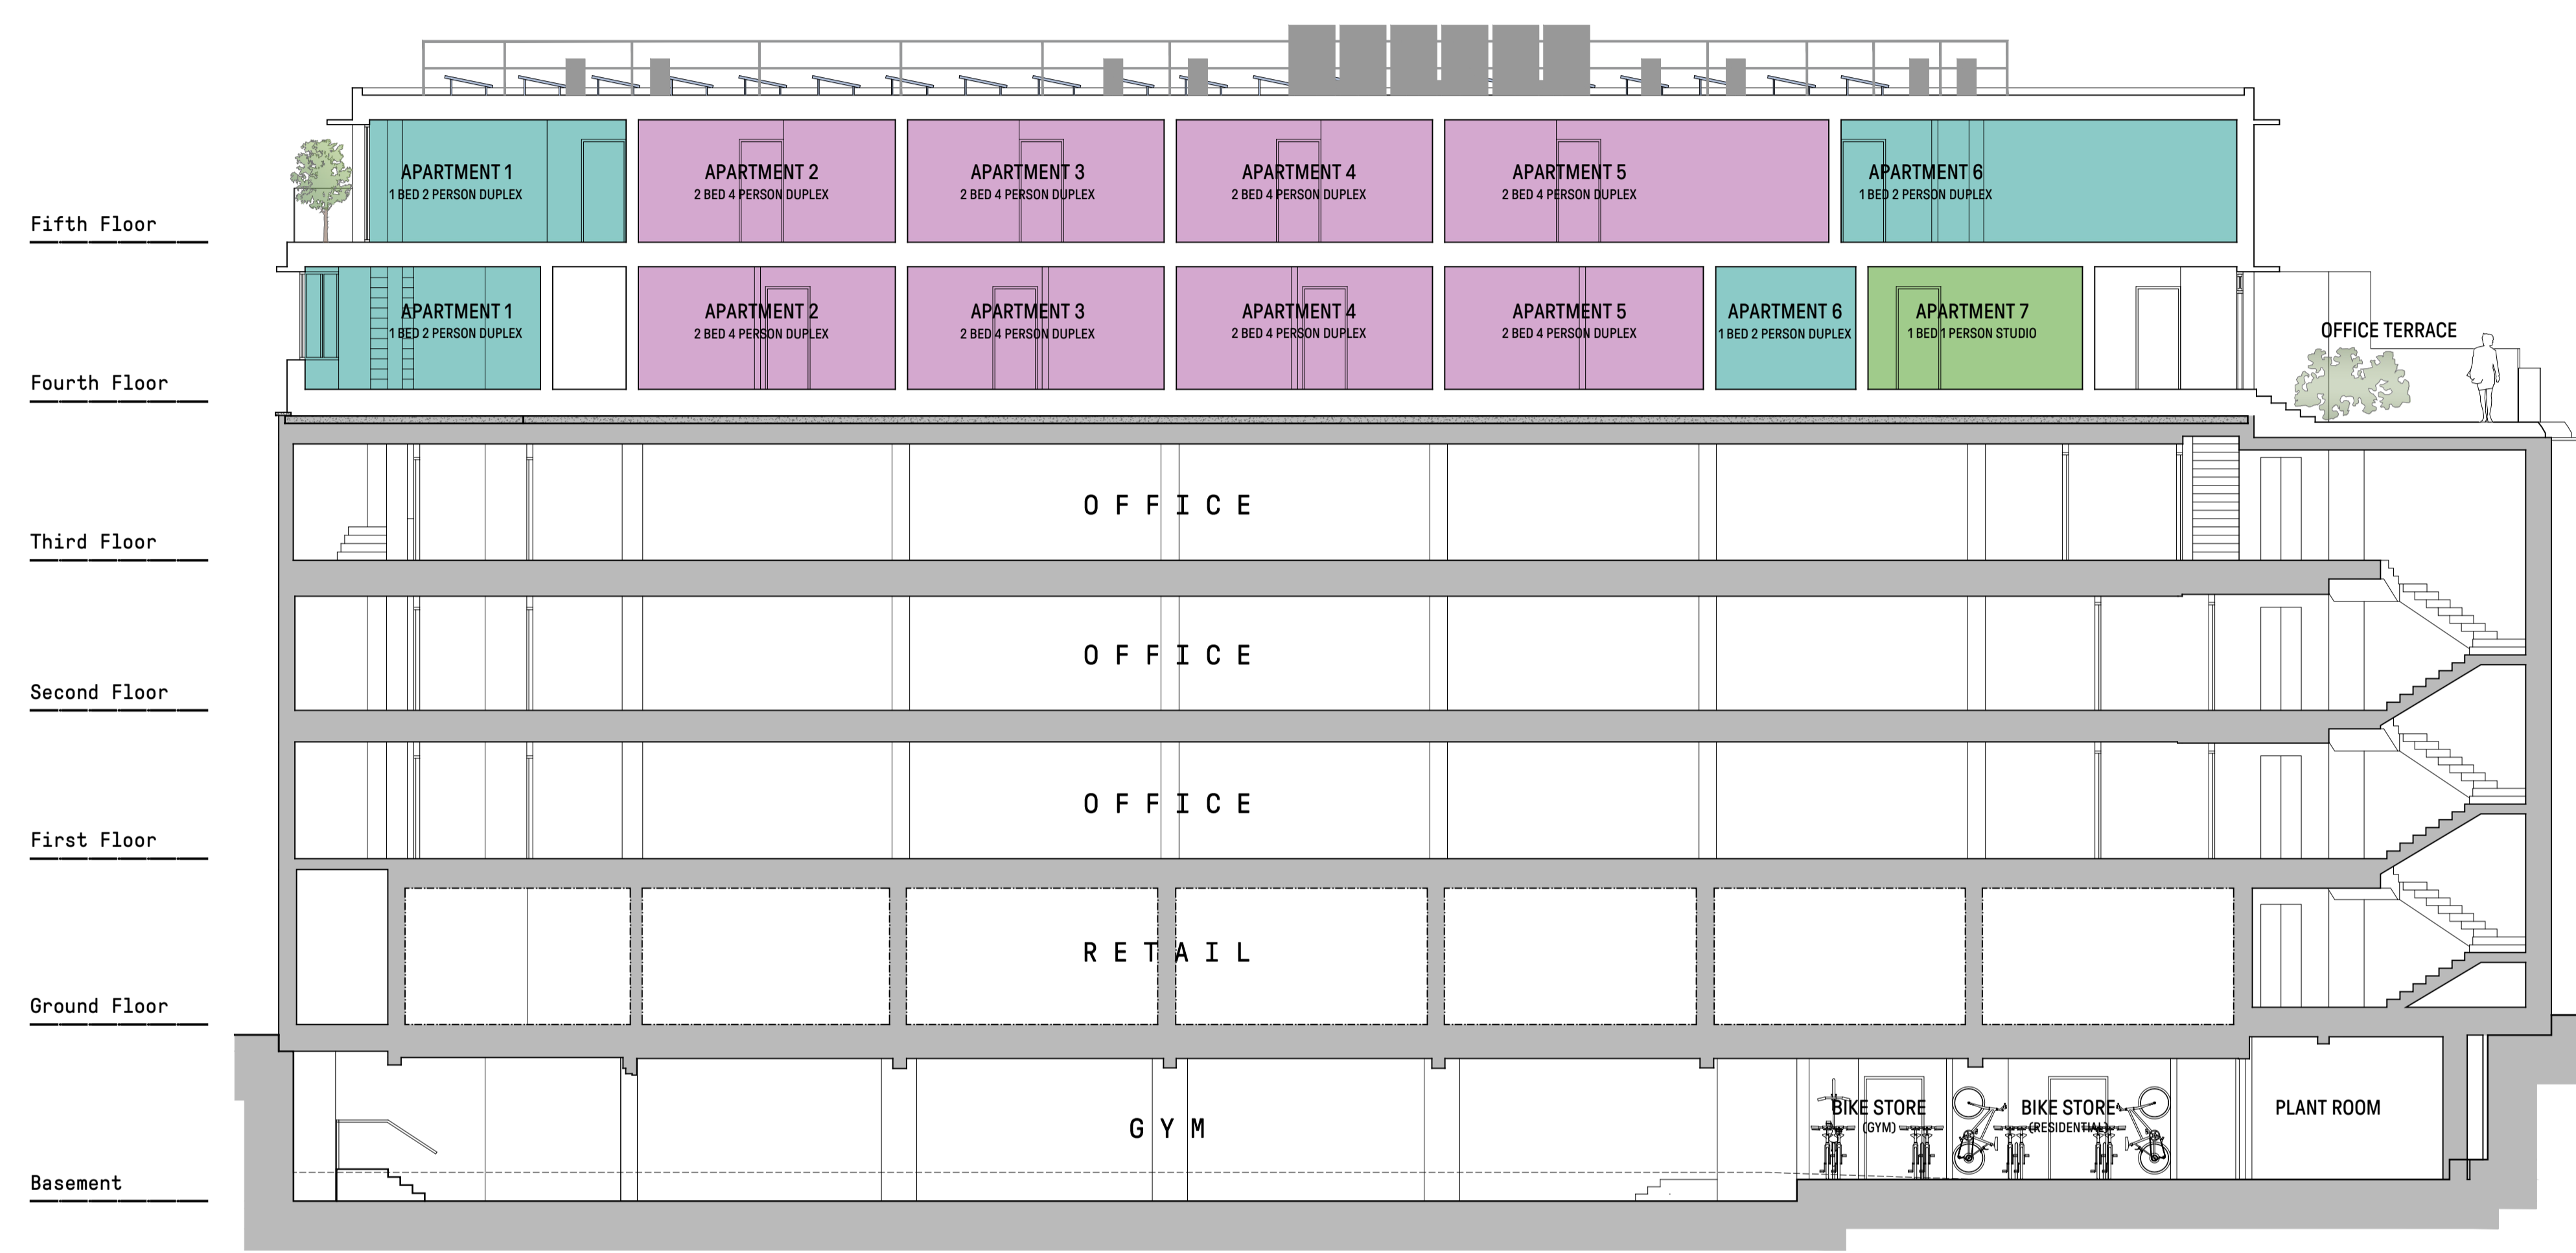 APARTMENT 1
1 BED 2 PERSON DUPLEX
APARTMENT 2
2 BED 4 PERSON DUPLEX
APARTMENT 3
2 BED 4 PERSON DUPLEX
APARTMENT 4
2 BED 4 PERSON DUPLEX
APARTMENT 5
2 BED 4 PERSON DUPLEX
APARTMENT 6
1 BED 2 PERSON DUPLEX
Fifth Floor
APARTMENT 1
1 BED 2 PERSON DUPLEX
APARTMENT 2
2 BED 4 PERSON DUPLEX
APARTMENT 3
2 BED 4 PERSON DUPLEX
APARTMENT 4
2 BED 4 PERSON DUPLEX
APARTMENT 5
2 BED 4 PERSON DUPLEX
APARTMENT 6
1 BED 2 PERSON DUPLEX
APARTMENT 7
1 BED 1 PERSON STUDIO
OFFICE TERRACE
Fourth Floor
OFFICE
Third Floor
OFFICE
Second Floor
OFFICE
First Floor
RETAIL
Ground Floor
GYM
BIKE STORE
(GYM)
BIKE STORE
(RESIDENTIAL)
PLANT ROOM
Basement